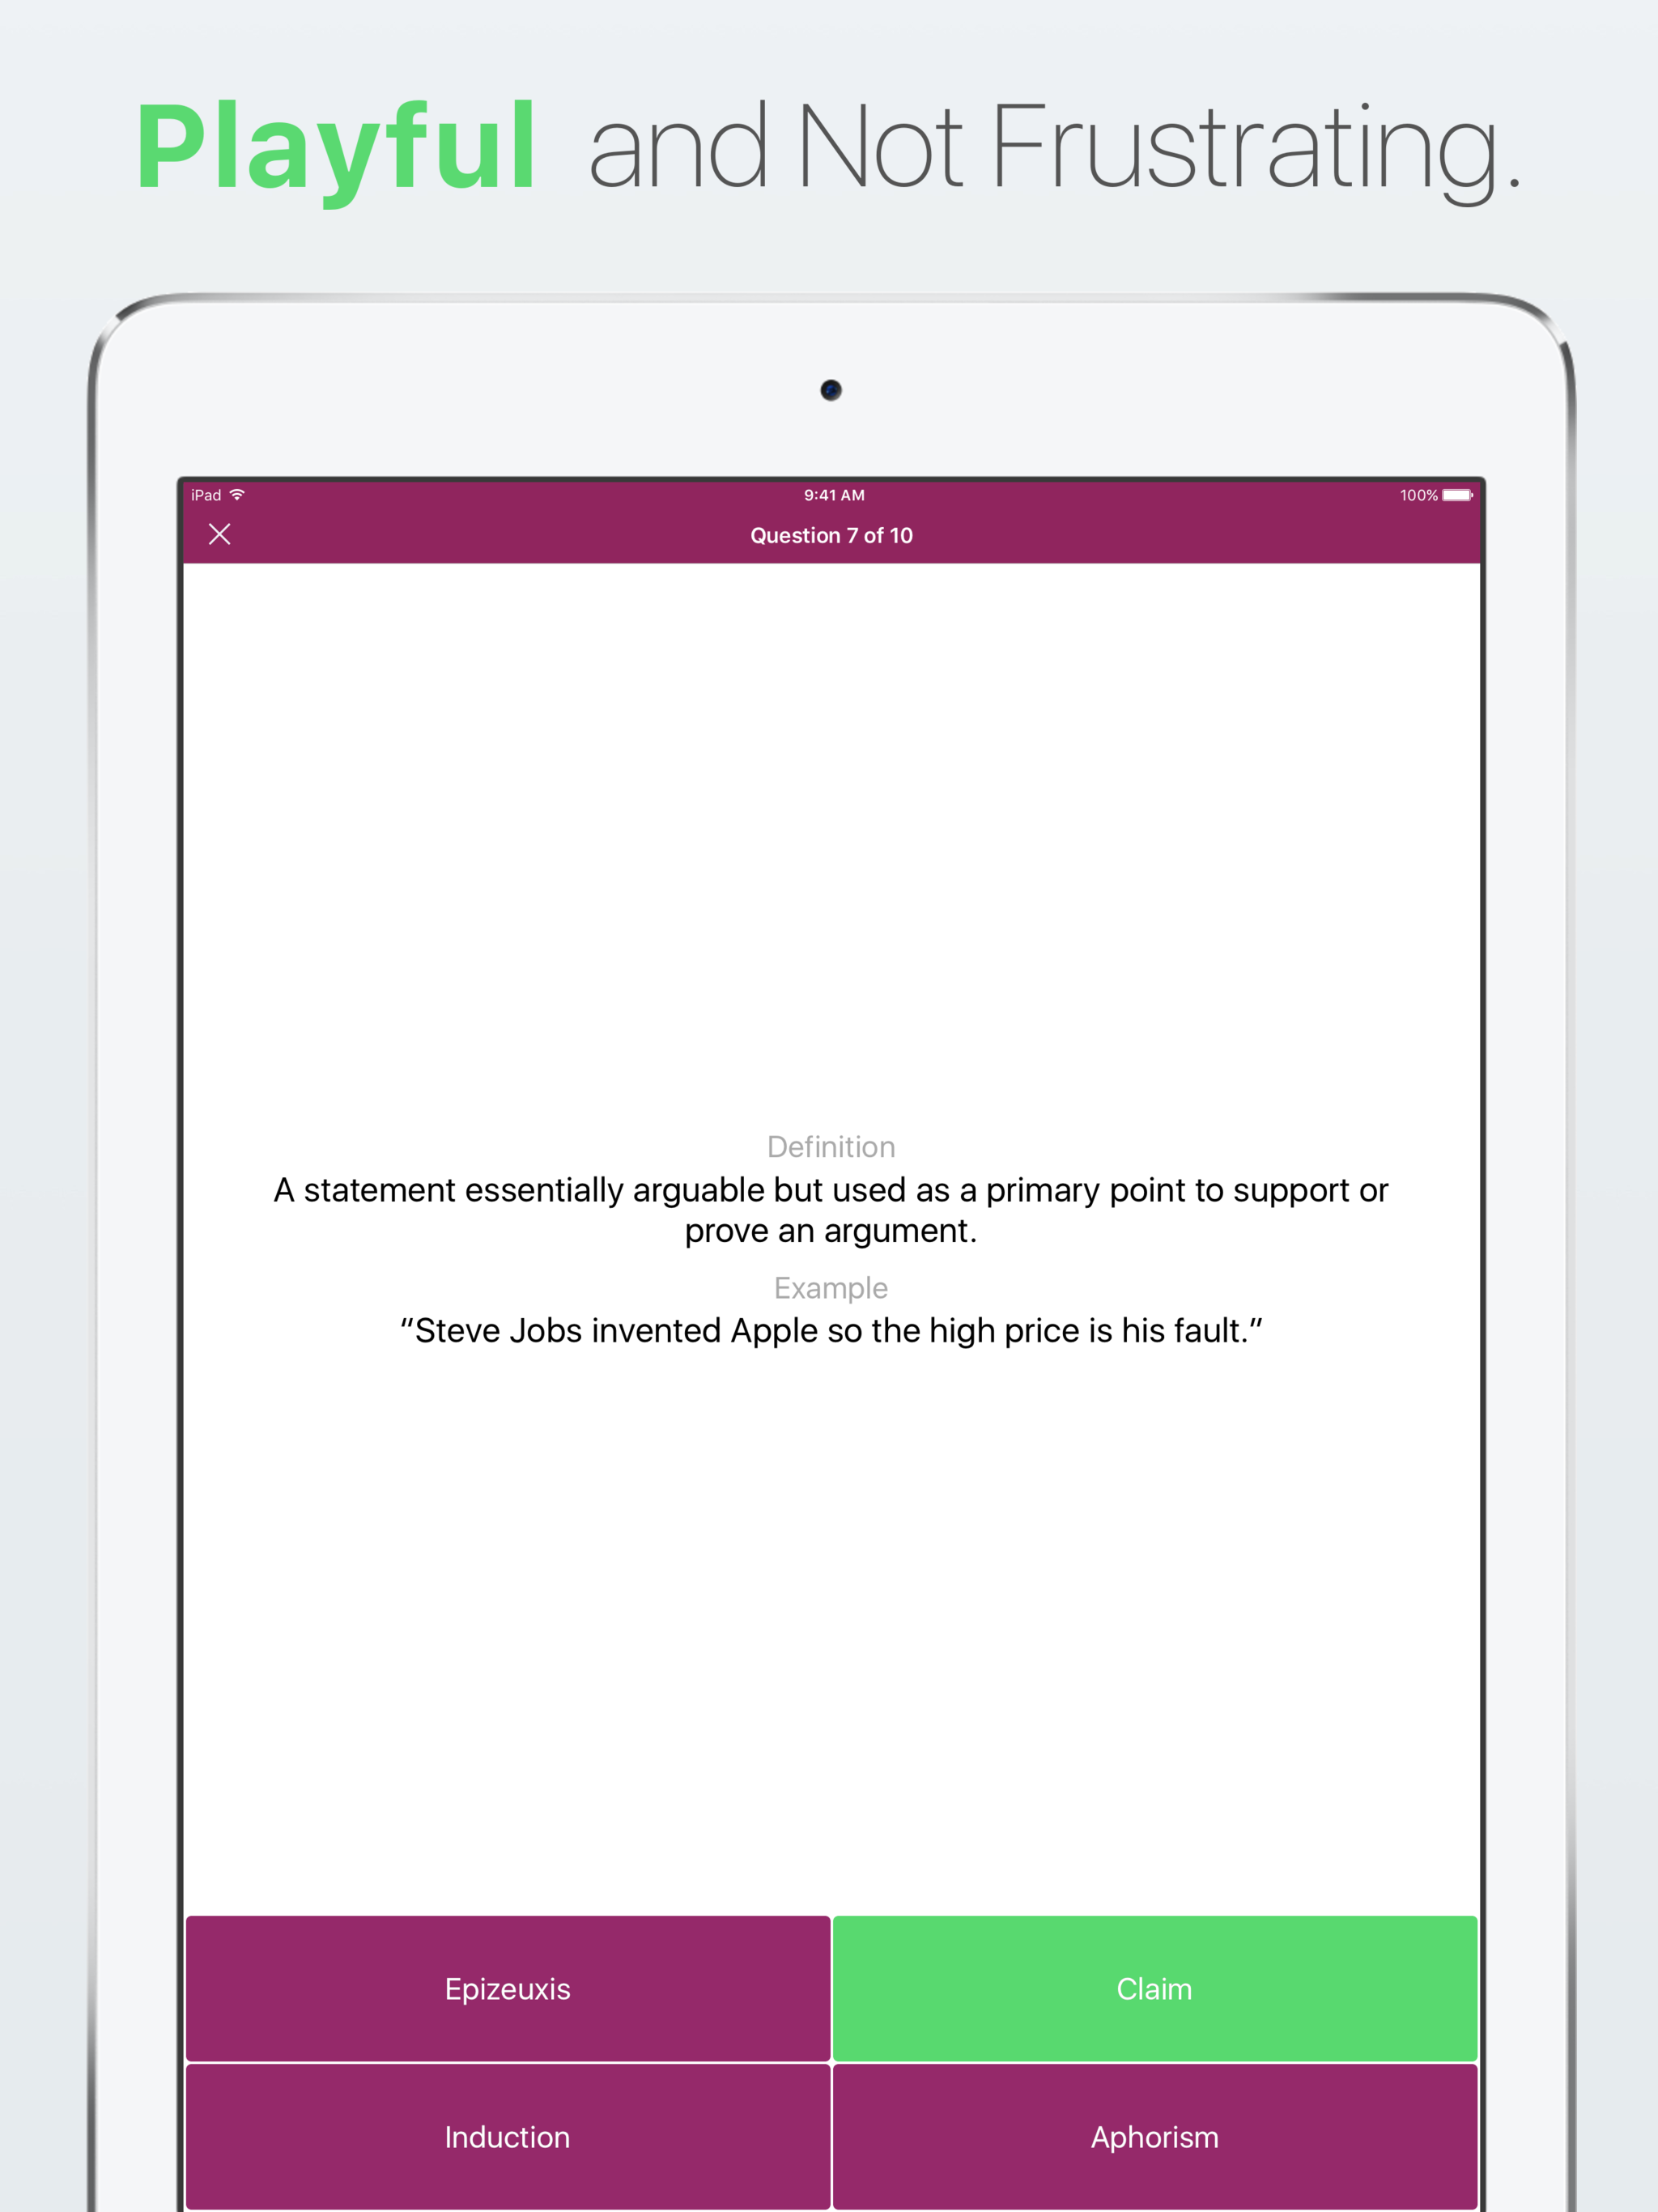 Playful and Not Frustrating.
iPad 9:41 AM 100%
Question 7 of 10
Definition
A statement essentially arguable but used as a primary point to support or
prove an argument.
Example
“Steve Jobs invented Apple so the high price is his fault.”
Epizeuxis Claim
Induction Aphorism